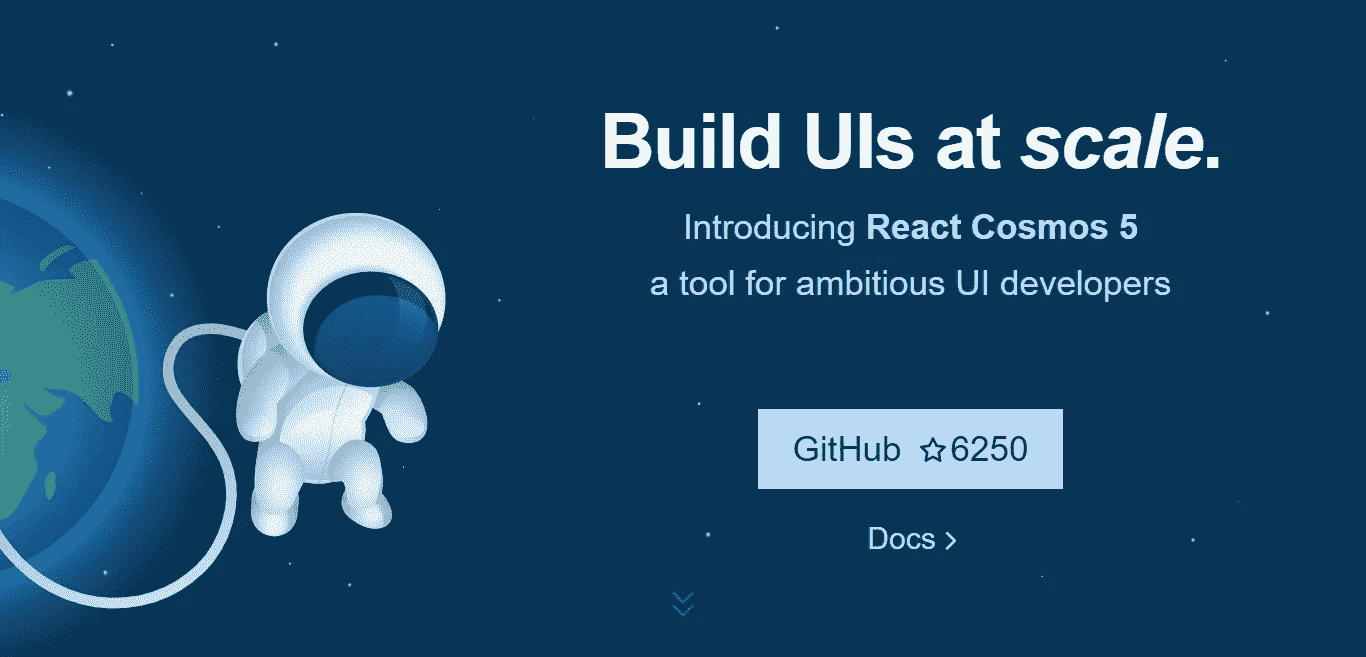 Build UIs at scale.
Introducing React Cosmos 5
a tool for ambitious UI developers
GitHub ☆6250
Docs >